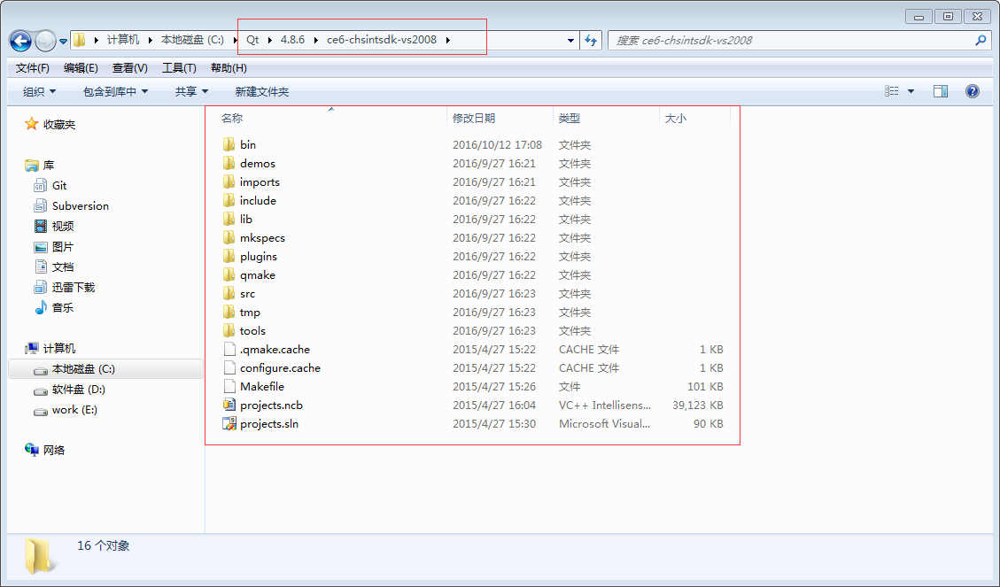 计算机 本地磁盘 (C:) Qt 4.8.6 ce6-chsintsdk-vs2008 搜索 ce6-chsintsdk-vs2008
文件(F) 编辑(E) 查看(V) 工具(T) 帮助(H)
组织 包含到库中 共享 新建文件夹
收藏夹
库
Git
Subversion
视频
图片
文档
迅雷下载
音乐
计算机
本地磁盘 (C:)
软件盘 (D:)
work (E:)
网络
名称 修改日期 类型 大小
bin 2016/10/12 17:08 文件夹
demos 2016/9/27 16:21 文件夹
imports 2016/9/27 16:21 文件夹
include 2016/9/27 16:22 文件夹
lib 2016/9/27 16:22 文件夹
mkspecs 2016/9/27 16:22 文件夹
plugins 2016/9/27 16:22 文件夹
qmake 2016/9/27 16:22 文件夹
src 2016/9/27 16:23 文件夹
tmp 2016/9/27 16:23 文件夹
tools 2016/9/27 16:23 文件夹
.qmake.cache 2015/4/27 15:22 CACHE 文件 1 KB
configure.cache 2015/4/27 15:22 CACHE 文件 1 KB
Makefile 2015/4/27 15:26 文件 101 KB
projects.ncb 2015/4/27 16:04 VC++ Intellisens... 39,123 KB
projects.sln 2015/4/27 15:30 Microsoft Visual... 90 KB
16 个对象